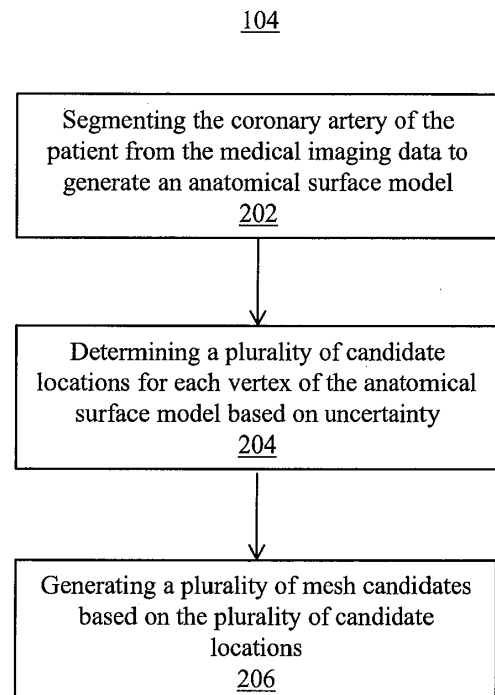 104
Segmenting the coronary artery of the
patient from the medical imaging data to
generate an anatomical surface model
202
Determining a plurality of candidate
locations for each vertex of the anatomical
surface model based on uncertainty
204
Generating a plurality of mesh candidates
based on the plurality of candidate
locations
206